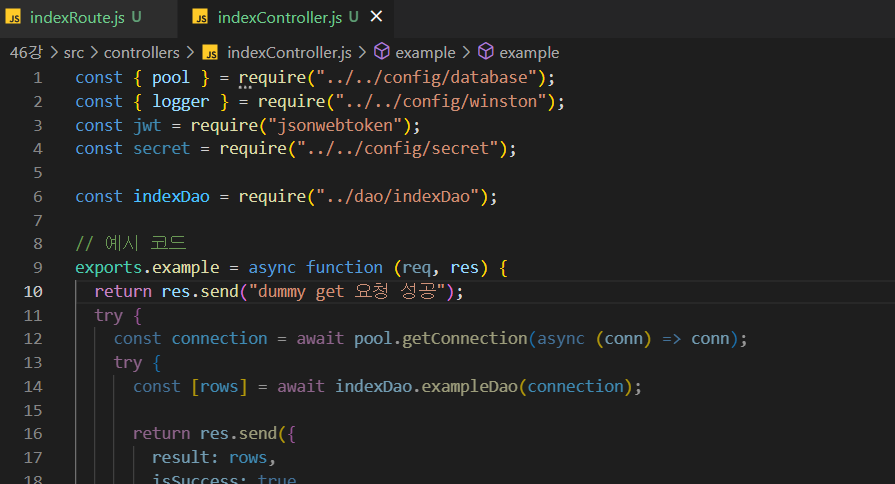 JS indexRoute.js U JS indexController.js U ×
46강 > src > controllers > JS indexController.js > example > example
1 const { pool } = require("../../config/database");
2 const { logger } = require("../../config/winston");
3 const jwt = require("jsonwebtoken");
4 const secret = require("../../config/secret");
5
6 const indexDao = require("../dao/indexDao");
7
8 // 예시 코드
9 exports.example = async function (req, res) {
10 return res.send("dummy get 요청 성공");
11 try {
12 const connection = await pool.getConnection(async (conn) => conn);
13 try {
14 const [rows] = await indexDao.exampleDao(connection);
15
16 return res.send({
17 result: rows,
18 isSuccess: true